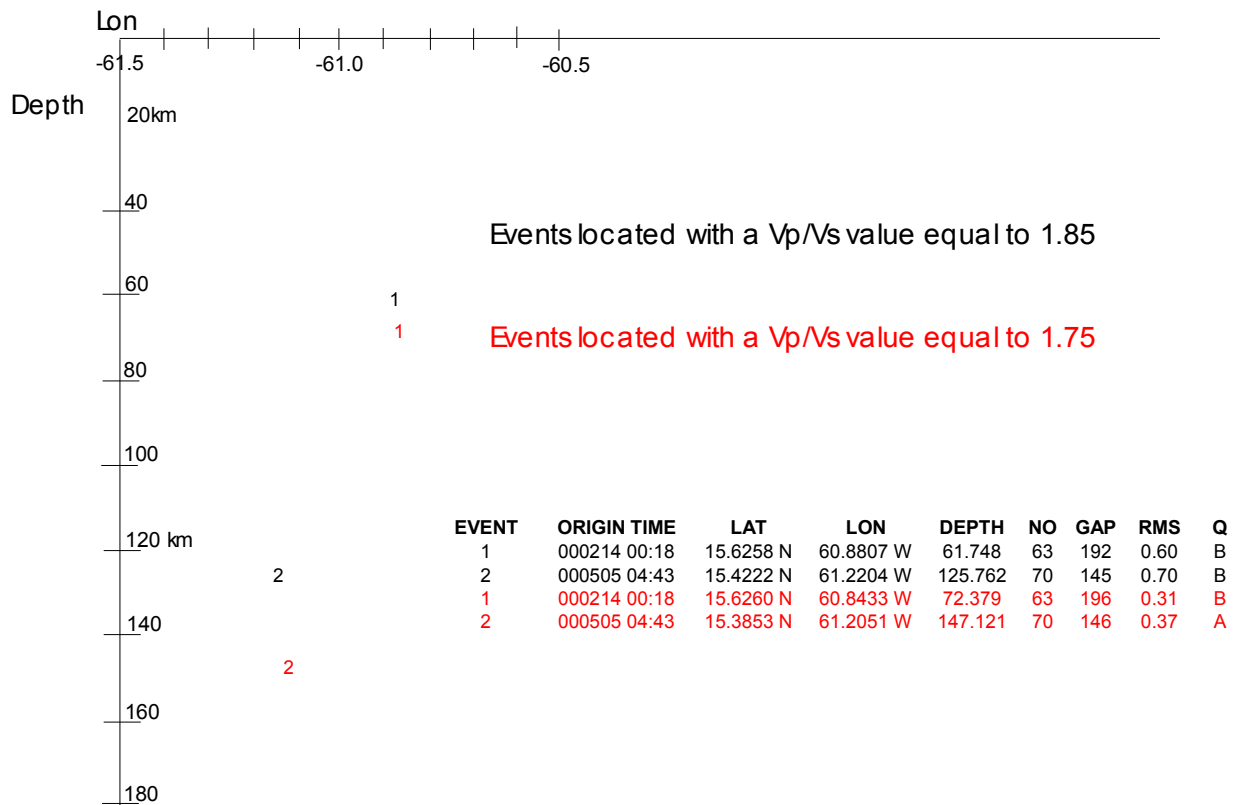 Lon
-61.5 -61.0 -60.5
Depth
20km
40
Events located with a Vp/Vs value equal to 1.85
60
1
1
Events located with a Vp/Vs value equal to 1.75
80
100
EVENT ORIGIN TIME LAT LON DEPTH NO GAP RMS Q
120 km
1 000214 00:18 15.6258 N 60.8807 W 61.748 63 192 0.60 B
2
2 000505 04:43 15.4222 N 61.2204 W 125.762 70 145 0.70 B
1 000214 00:18 15.6260 N 60.8433 W 72.379 63 196 0.31 B
2 000505 04:43 15.3853 N 61.2051 W 147.121 70 146 0.37 A
140
2
160
180